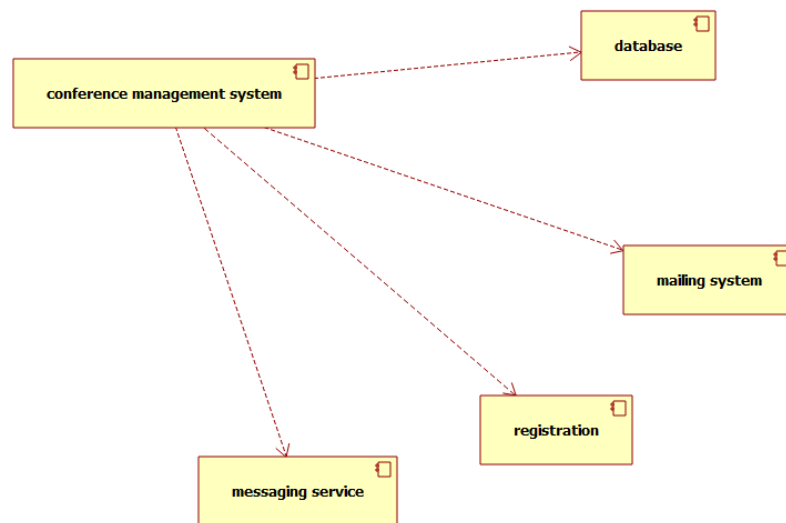 database
conference management system
mailing system
registration
messaging service